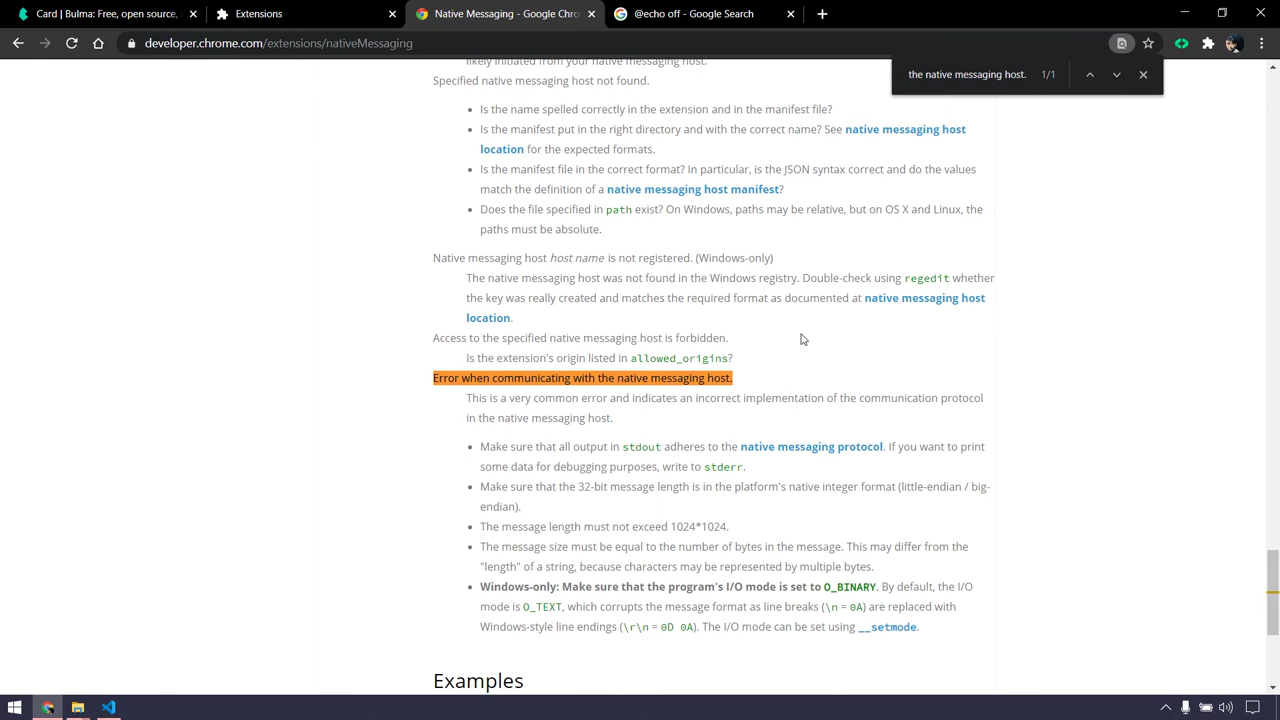 Card | Bulma: Free, open source,
Extensions
Native Messaging - Google Chro
@echo off - Google Search
developer.chrome.com/extensions/nativeMessaging
the native messaging host. 1/1
likely initiated from your native messaging host.
Specified native messaging host not found.
Is the name spelled correctly in the extension and in the manifest file?
Is the manifest put in the right directory and with the correct name? See native messaging host
location for the expected formats.
Is the manifest file in the correct format? In particular, is the JSON syntax correct and do the values
match the definition of a native messaging host manifest?
Does the file specified in path exist? On Windows, paths may be relative, but on OS X and Linux, the
paths must be absolute.
Native messaging host host name is not registered. (Windows-only)
The native messaging host was not found in the Windows registry. Double-check using regedit whether
the key was really created and matches the required format as documented at native messaging host
location.
Access to the specified native messaging host is forbidden.
Is the extension's origin listed in allowed_origins?
Error when communicating with the native messaging host.
This is a very common error and indicates an incorrect implementation of the communication protocol
in the native messaging host.
Make sure that all output in stdout adheres to the native messaging protocol. If you want to print
some data for debugging purposes, write to stderr.
Make sure that the 32-bit message length is in the platform's native integer format (little-endian / big-
endian).
The message length must not exceed 1024*1024.
The message size must be equal to the number of bytes in the message. This may differ from the
"length" of a string, because characters may be represented by multiple bytes.
Windows-only: Make sure that the program's I/O mode is set to O_BINARY. By default, the I/O
mode is O_TEXT, which corrupts the message format as line breaks (\n = 0A) are replaced with
Windows-style line endings (\r\n = 0D 0A). The I/O mode can be set using __setmode.
Examples